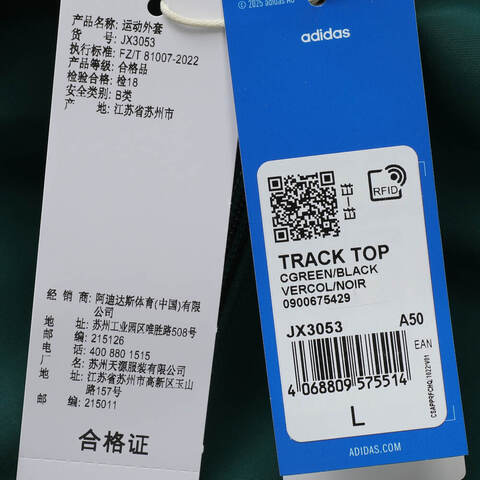 产品名称: 运动外套
货 号: JX3053
执行标准: FZ/T 81007-2022
产品等级: 合格品
检验合格: 检18
安全类别: B类
产 地: 江苏省苏州市
经 销 商: 阿迪达斯体育(中国)有限
公司
地 址: 苏州工业园区唯胜路508号
邮 编: 215126
电 话: 400 880 1515
厂 名: 苏州天源服装有限公司
地 址: 江苏省苏州市高新区玉山
路157号
邮 编: 215011
合格证
© 2025 adidas AG
adidas
RFID
TRACK TOP
CGREEN/BLACK
VERCOL/NOIR
0900675429
JX3053 A50
EAN
4 068809 575514
L
ADIDAS.COM